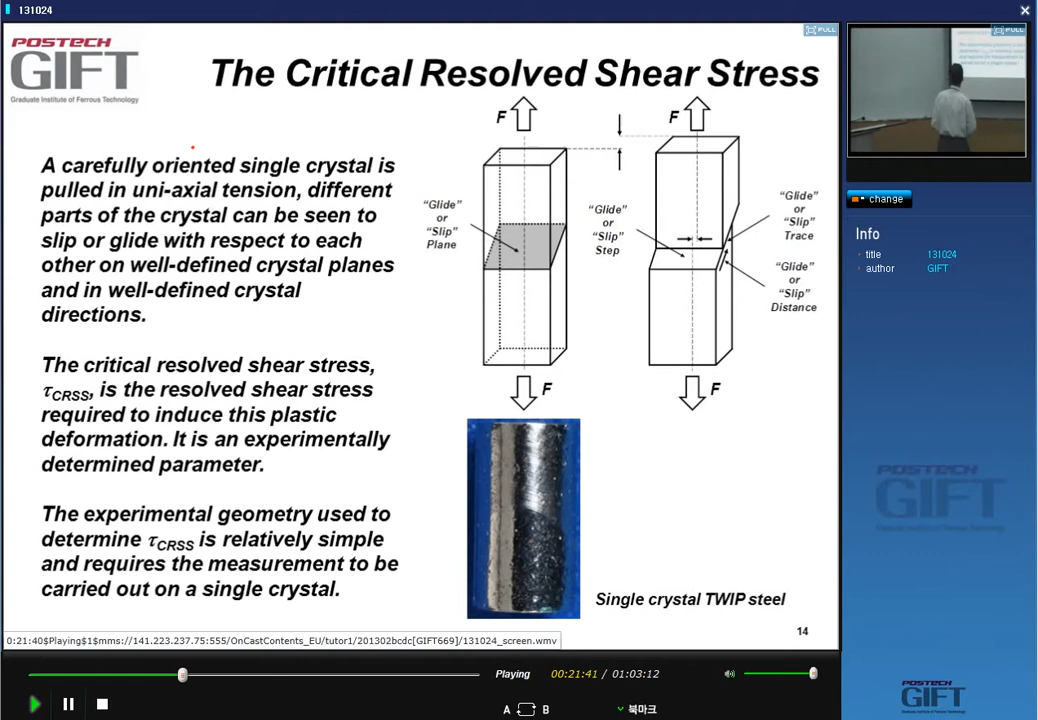 131024
FULL
POSTECH
GIFT
Graduate Institute of Ferrous Technology
The Critical Resolved Shear Stress
A carefully oriented single crystal is
pulled in uni-axial tension, different
parts of the crystal can be seen to
slip or glide with respect to each
other on well-defined crystal planes
and in well-defined crystal
directions.
The critical resolved shear stress,
τCRSS, is the resolved shear stress
required to induce this plastic
deformation. It is an experimentally
determined parameter.
The experimental geometry used to
determine τCRSS is relatively simple
and requires the measurement to be
carried out on a single crystal.
F
F
“Glide”
or
“Slip”
Plane
“Glide”
or
“Slip”
Step
“Glide”
or
“Slip”
Trace
“Glide”
or
“Slip”
Distance
F
F
Single crystal TWIP steel
14
0:21:40$Playing$1$mms://141.223.237.75:555/OnCastContents_EU/tutor1/201302bcdc[GIFT669]/131024_screen.wmv
Playing
00:21:41 / 01:03:12
A B
북마크
FULL
change
Info
title 131024
author GIFT
POSTECH
GIFT
POSTECH
GIFT